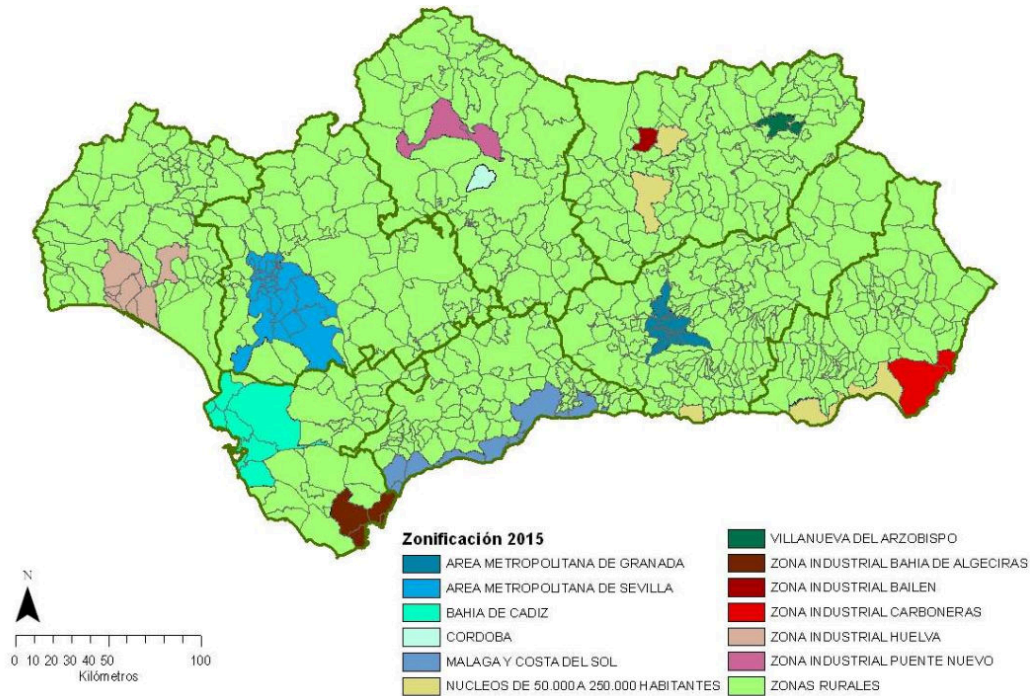 Zonificación 2015
AREA METROPOLITANA DE GRANADA
AREA METROPOLITANA DE SEVILLA
BAHIA DE CADIZ
CORDOBA
MALAGA Y COSTA DEL SOL
NUCLEOS DE 50.000 A 250.000 HABITANTES
VILLANUEVA DEL ARZOBISPO
ZONA INDUSTRIAL BAHIA DE ALGECIRAS
ZONA INDUSTRIAL BAILEN
ZONA INDUSTRIAL CARBONERAS
ZONA INDUSTRIAL HUELVA
ZONA INDUSTRIAL PUENTE NUEVO
ZONAS RURALES
N
0 10 20 30 40 50 100
Kilómetros